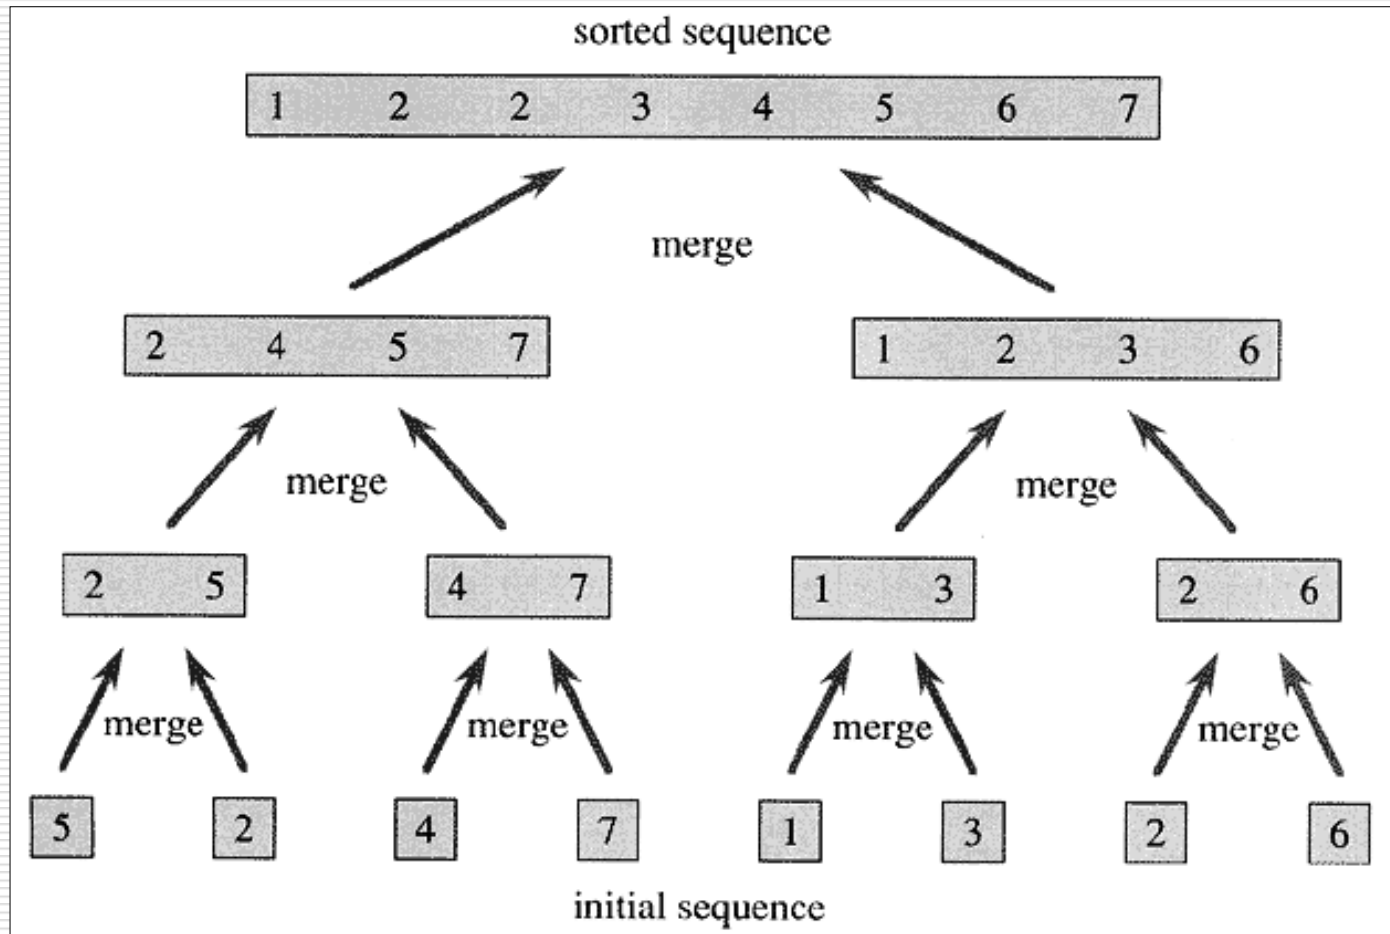 sorted sequence
1 2 2 3 4 5 6 7
merge
2 4 5 7
1 2 3 6
merge
merge
2 5
4 7
1 3
2 6
merge
merge
merge
merge
5
2
4
7
1
3
2
6
initial sequence